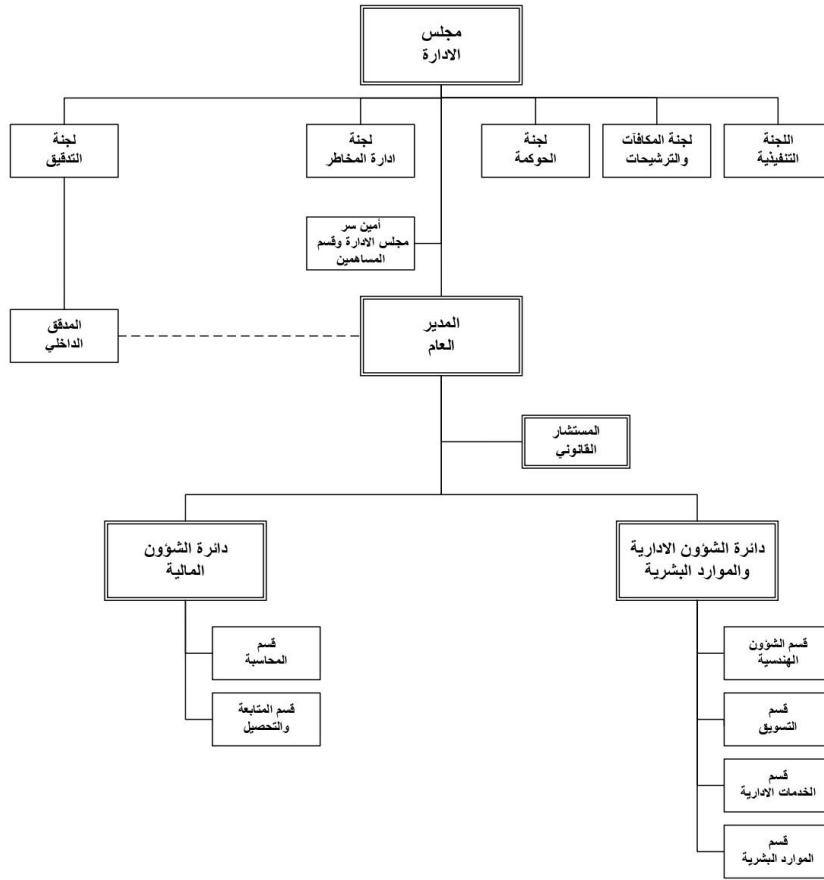 مجلس
الادارة
اللجنة
التنفيذية
لجنة المكافآت
والترشيحات
لجنة
الحوكمة
لجنة
ادارة المخاطر
لجنة
التدقيق
أمين سر
مجلس الادارة وقسم
المساهمين
المدير
العام
المدقق
الداخلي
المستشار
القانوني
دائرة الشؤون الادارية
والموارد البشرية
دائرة الشؤون
المالية
قسم الشؤون
الهندسية
قسم
التسويق
قسم
الخدمات الادارية
قسم
الموارد البشرية
قسم
المحاسبة
قسم المتابعة
والتحصيل